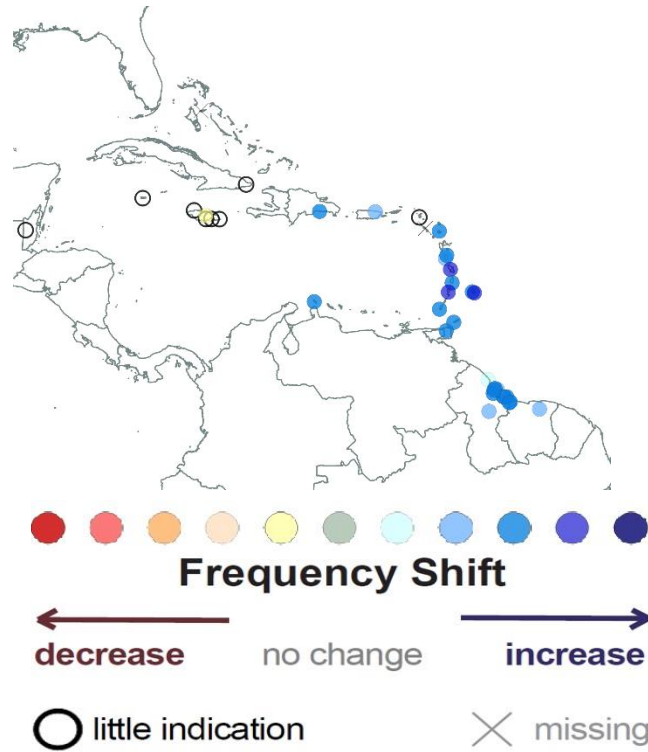 Frequency Shift
decrease no change increase
little indication missing